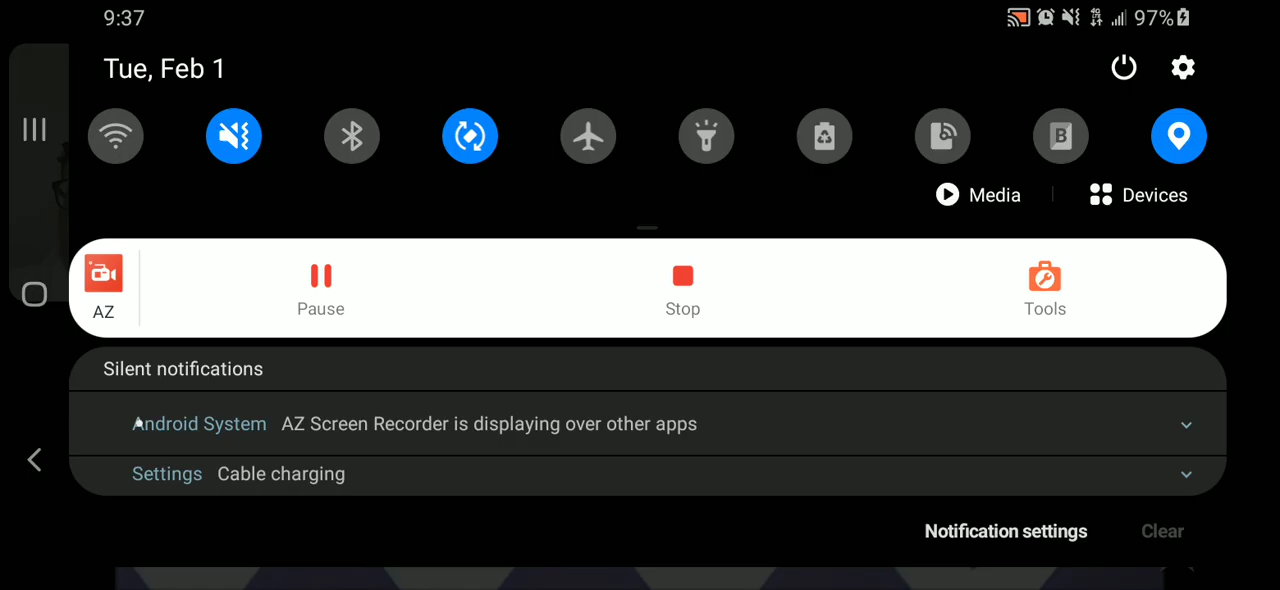 9:37 97%
Tue, Feb 1
B
Media Devices
AZ Pause Stop Tools
Silent notifications
Android System AZ Screen Recorder is displaying over other apps
Settings Cable charging
Notification settings Clear